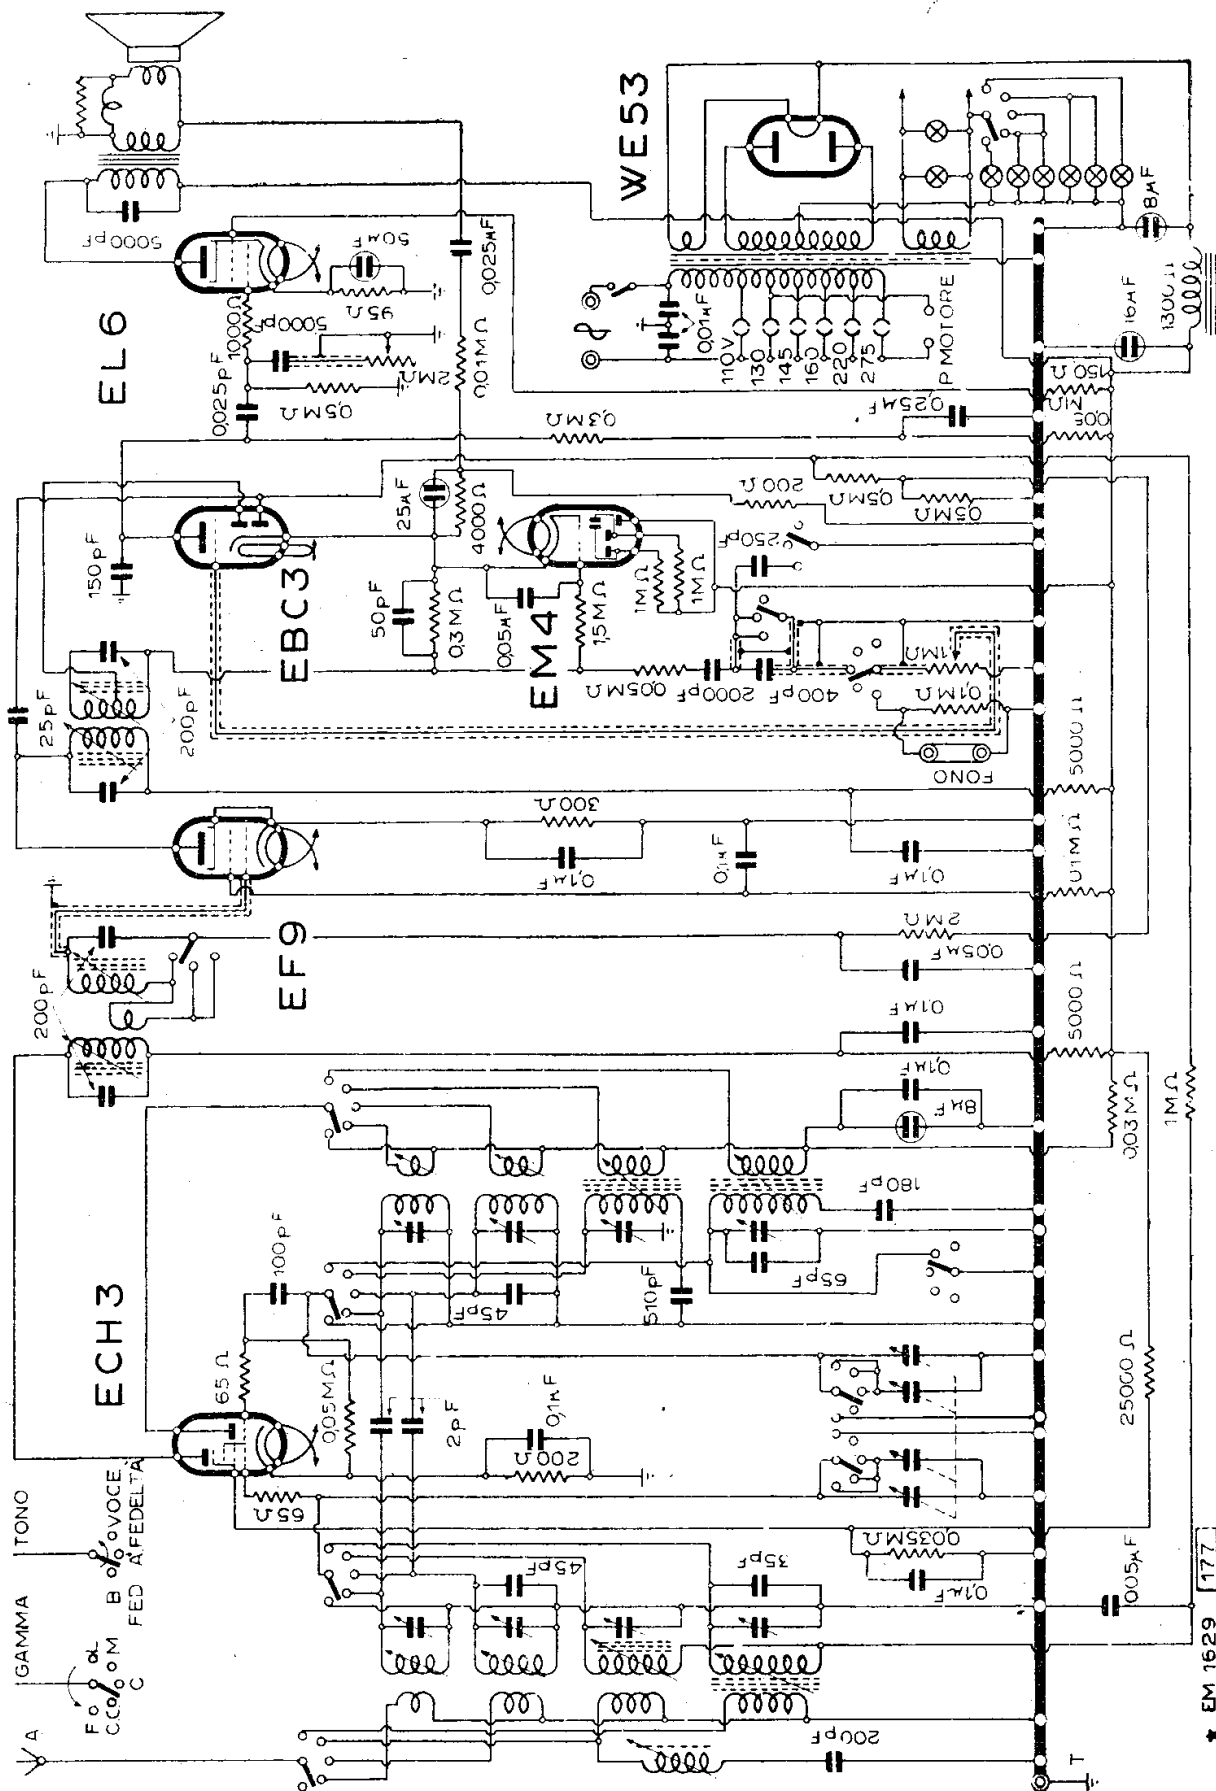 GAMMA
TONO
A
F
L
C.C
M
C
B
VOCE
FED
A FEDELTÀ
ECH3
65Ω
65Ω
0,05MΩ
100pF
2pF
200Ω
0,1µF
45pF
45pF
35pF
65pF
510pF
180pF
200pF
0,1µF
0,035MΩ
0,05µF
25000Ω
T
* EM 1629 177
200pF
EF9
8µF
0,1µF
0,1µF
0,05µF
2MΩ
5000Ω
0,03MΩ
1MΩ
0,1µF
300Ω
0,1µF
0,1µF
0,1MΩ
5000Ω
25pF
200pF
150pF
EBC3
50pF
0,3MΩ
25µF
4000Ω
0,05µF
EM4
1,5MΩ
1MΩ
1MΩ
0,05MΩ
2000pF
400pF
250pF
200Ω
0,5MΩ
0,5MΩ
1MΩ
0,1MΩ
FONO
EL6
5000pF
0,025pF
1000Ω
5000pF
50µF
95Ω
0,5MΩ
2MΩ
0,01MΩ
0,025µF
0,3MΩ
0,25µF
0,05
MΩ
150Ω
16µF
1300Ω
8µF
WE53
0,01µF
110V
130
145
160
220
275
P MOTORE